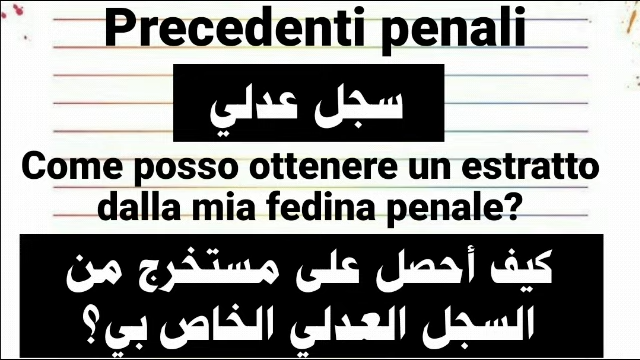 Precedenti penali
سجل عدلي
Come posso ottenere un estratto
dalla mia fedina penale?
كيف أحصل على مستخرج من
السجل العدلي الخاص بي؟